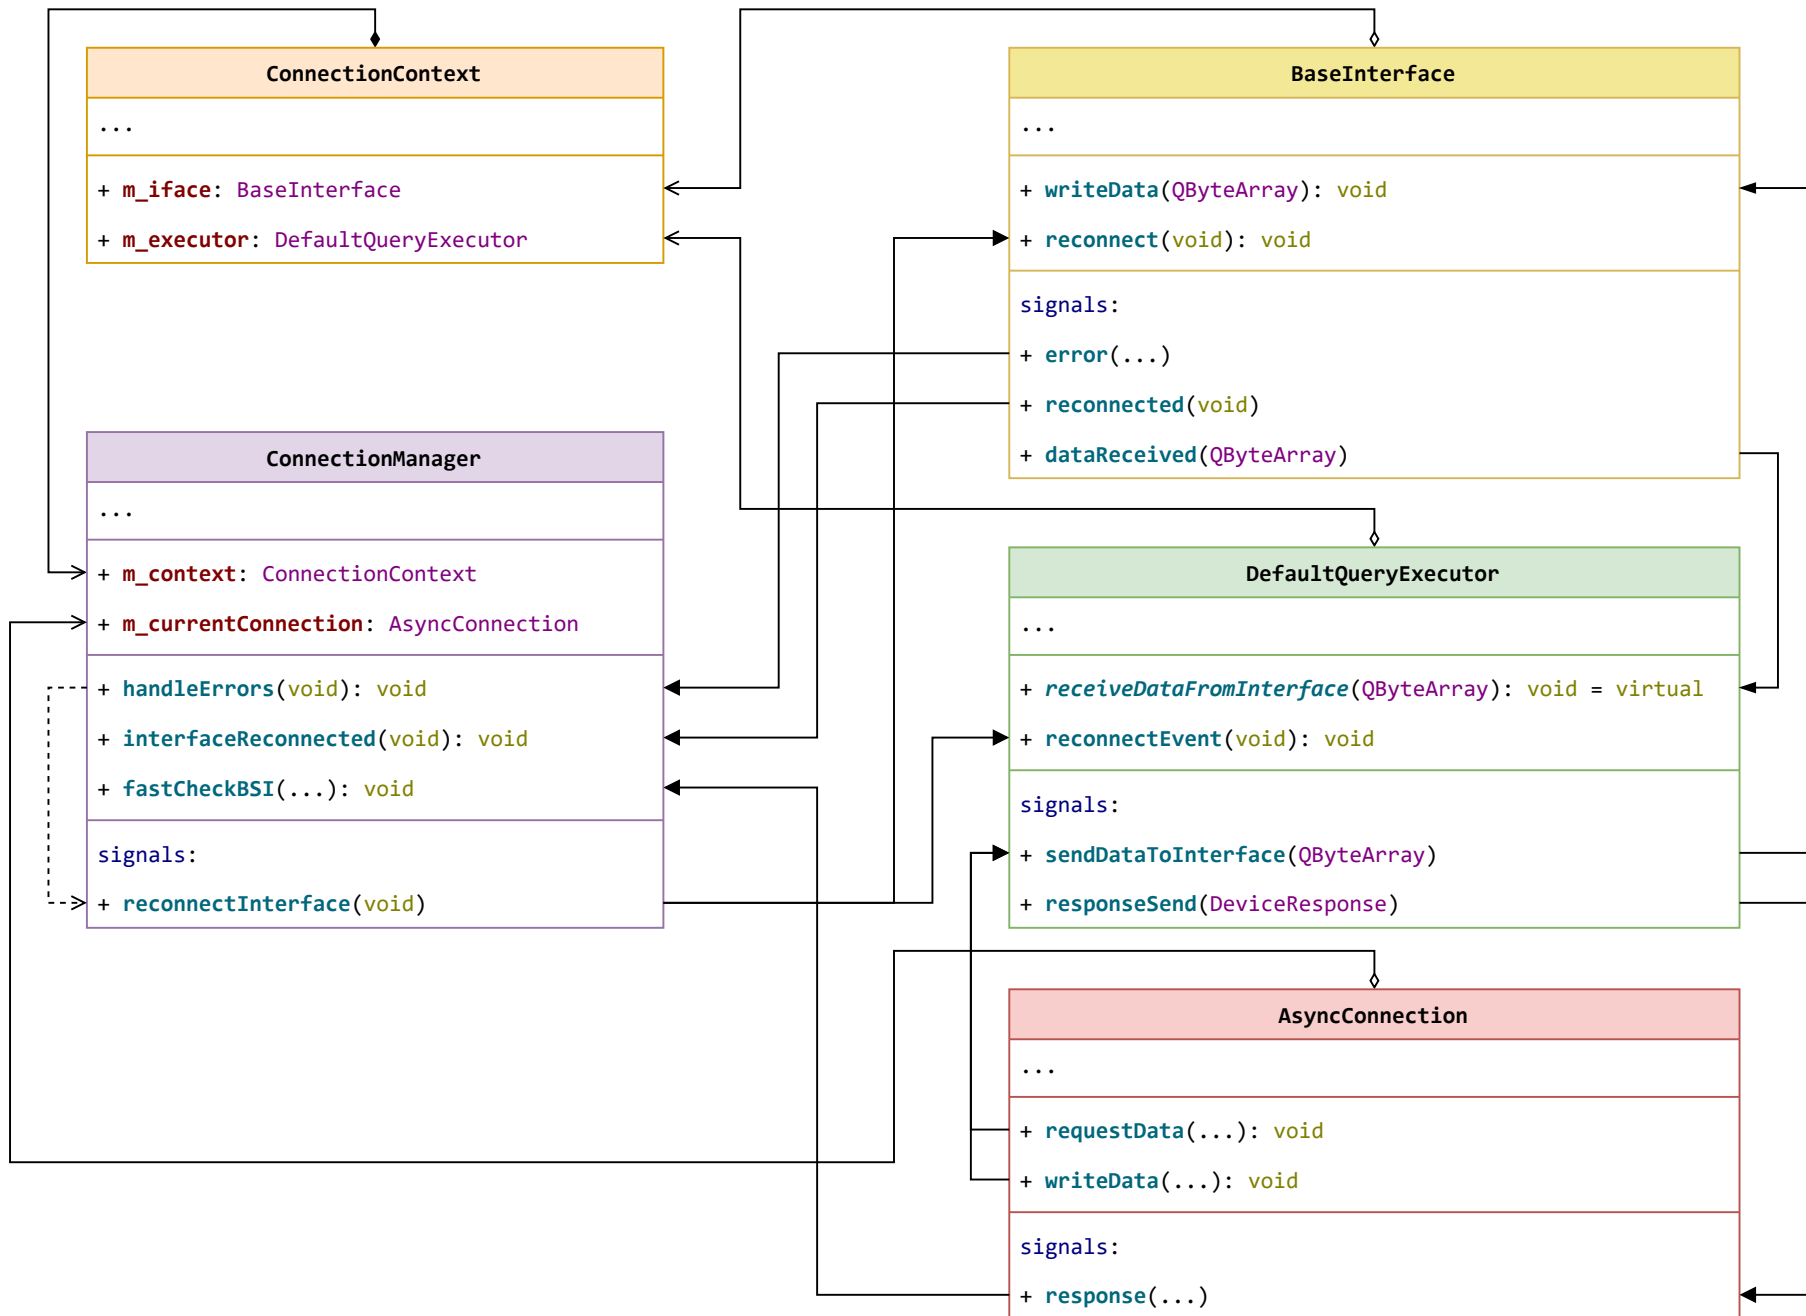 ConnectionContext
...
+ m_iface: BaseInterface
+ m_executor: DefaultQueryExecutor
BaseInterface
...
+ writeData(QByteArray): void
+ reconnect(void): void
signals:
+ error(...)
+ reconnected(void)
+ dataReceived(QByteArray)
ConnectionManager
...
+ m_context: ConnectionContext
+ m_currentConnection: AsyncConnection
+ handleErrors(void): void
+ interfaceReconnected(void): void
+ fastCheckBSI(...): void
signals:
+ reconnectInterface(void)
DefaultQueryExecutor
...
+ receiveDataFromInterface(QByteArray): void = virtual
+ reconnectEvent(void): void
signals:
+ sendDataToInterface(QByteArray)
+ responseSend(DeviceResponse)
AsyncConnection
...
+ requestData(...): void
+ writeData(...): void
signals:
+ response(...)